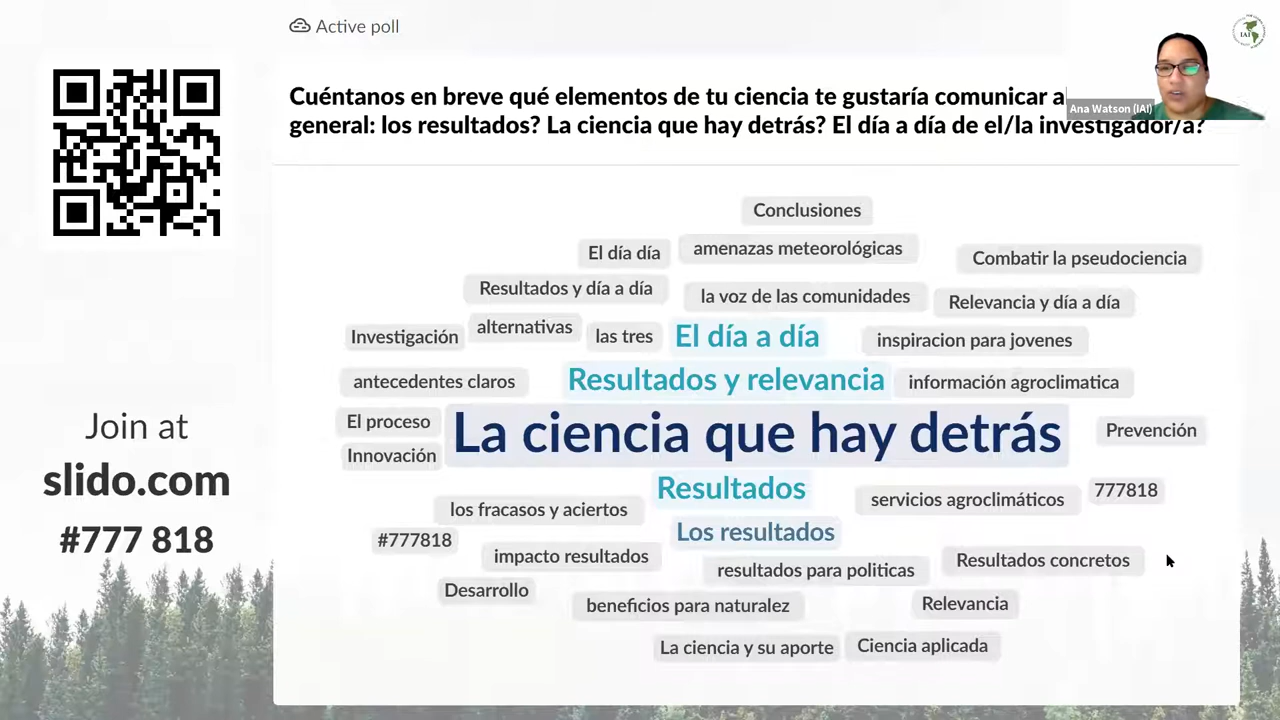 Active poll
Cuéntanos en breve qué elementos de tu ciencia te gustaría comunicar a
general: los resultados? La ciencia que hay detrás? El día a día de el/la investigador/a?
Ana Watson (IAI)
IAI
Conclusiones
El día día
amenazas meteorológicas
Combatir la pseudociencia
Resultados y día a día
la voz de las comunidades
Relevancia y día a día
Investigación
alternativas
las tres
El día a día
inspiracion para jovenes
antecedentes claros
Resultados y relevancia
información agroclimatica
El proceso
La ciencia que hay detrás
Prevención
Innovación
Resultados
servicios agroclimáticos
777818
los fracasos y aciertos
#777818
Los resultados
impacto resultados
resultados para politicas
Resultados concretos
Desarrollo
beneficios para naturalez
Relevancia
La ciencia y su aporte
Ciencia aplicada
Join at
slido.com
#777 818